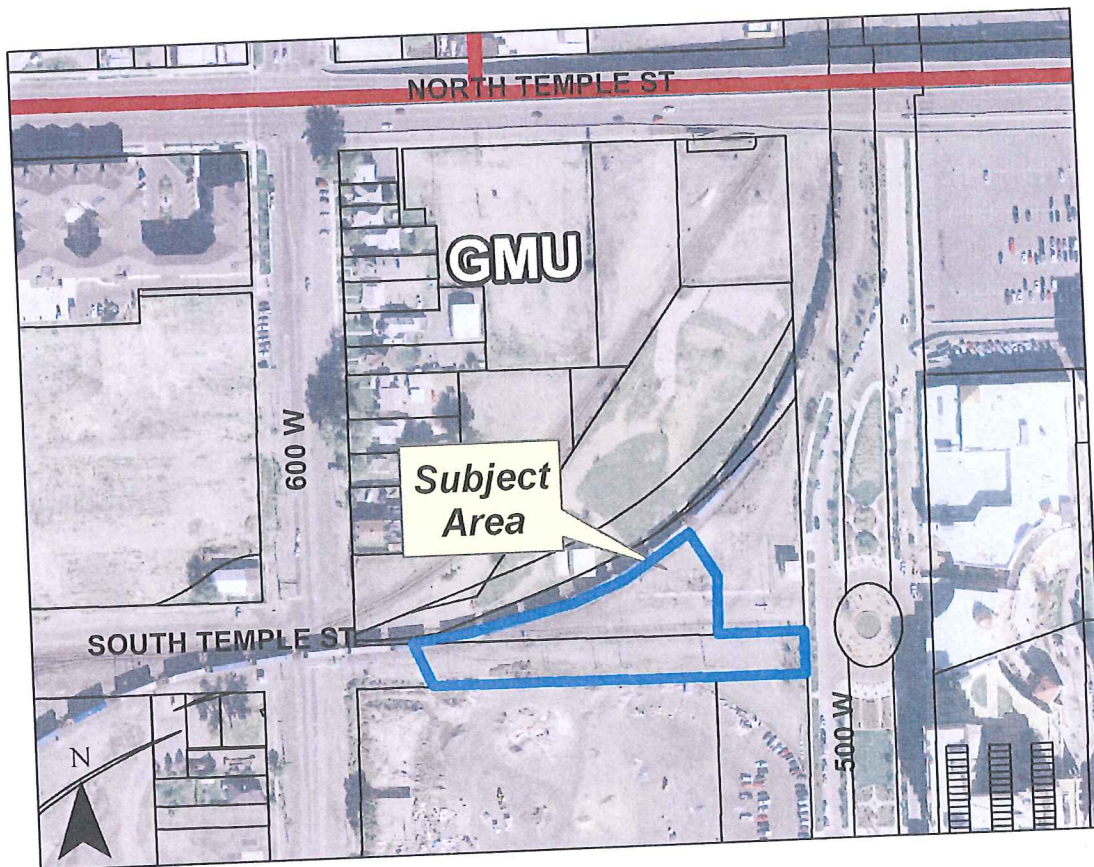 NORTH TEMPLE ST
GMU
600 W
Subject
Area
SOUTH TEMPLE ST
500 W
N